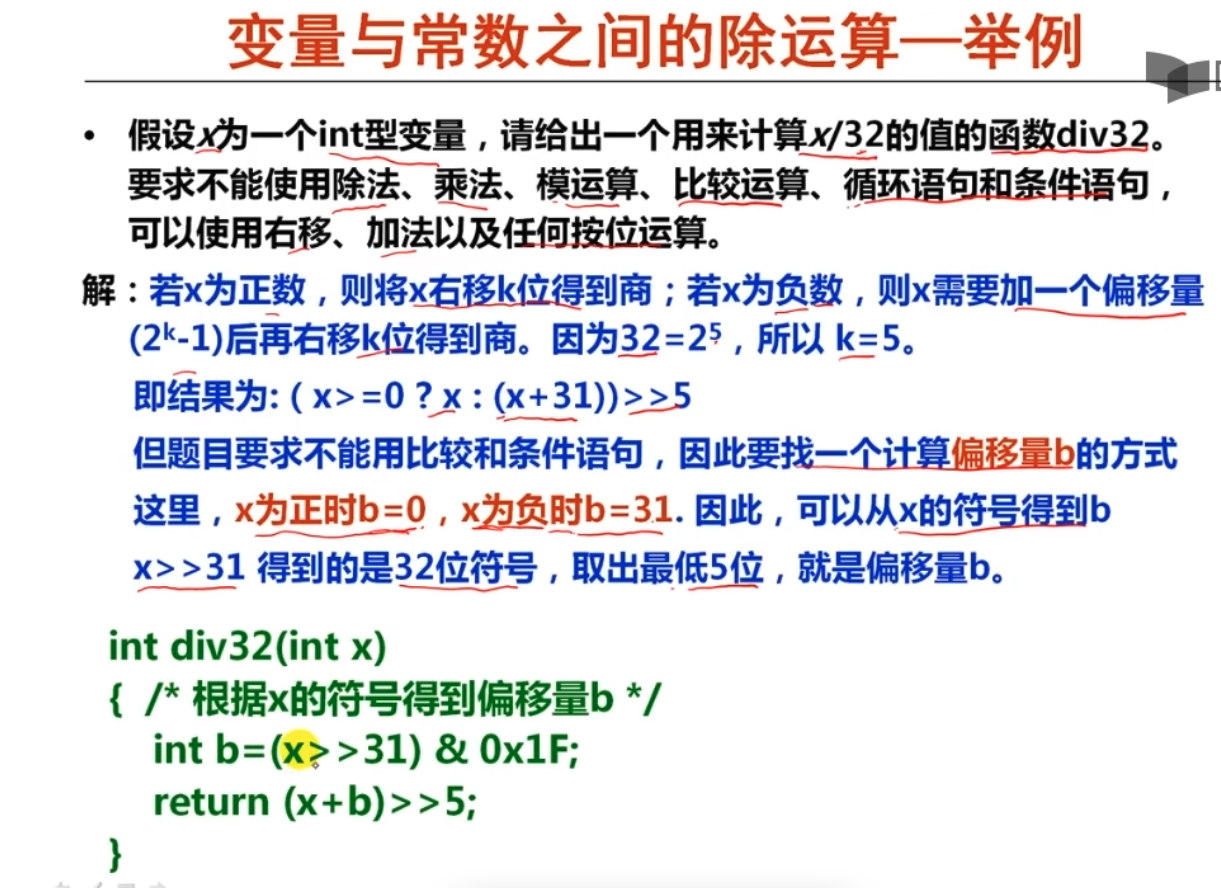 变量与常数之间的除运算—举例
• 假设x为一个int型变量，请给出一个用来计算x/32的值的函数div32。
要求不能使用除法、乘法、模运算、比较运算、循环语句和条件语句，
可以使用右移、加法以及任何按位运算。
解：若x为正数，则将x右移k位得到商；若x为负数，则x需要加一个偏移量
(2ᵏ-1)后再右移k位得到商。因为32=2⁵，所以 k=5。
即结果为: ( x>=0 ? x : (x+31))>>5
但题目要求不能用比较和条件语句，因此要找一个计算偏移量b的方式
这里，x为正时b=0，x为负时b=31. 因此，可以从x的符号得到b
x>>31 得到的是32位符号，取出最低5位，就是偏移量b。
int div32(int x)
{ /* 根据x的符号得到偏移量b */
int b=(x>>31) & 0x1F;
return (x+b)>>5;
}